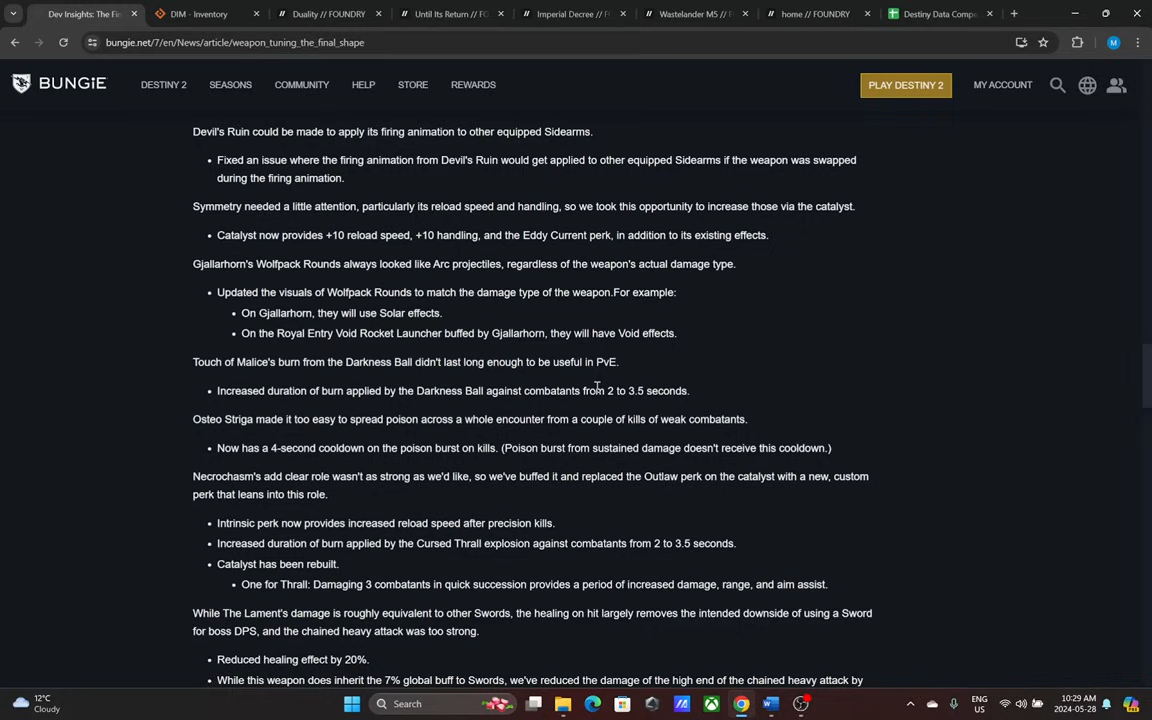 Dev Insights: The Fin
DIM - Inventory
Duality // FOUNDRY
Until Its Return // FO
Imperial Decree // F
Wastelander M5 // F
home // FOUNDRY
Destiny Data Compe
bungie.net/7/en/News/article/weapon_tuning_the_final_shape
M
BUNGiE
DESTINY 2
SEASONS
COMMUNITY
HELP
STORE
REWARDS
PLAY DESTINY 2
MY ACCOUNT
Devil's Ruin could be made to apply its firing animation to other equipped Sidearms.
• Fixed an issue where the firing animation from Devil's Ruin would get applied to other equipped Sidearms if the weapon was swapped
during the firing animation.
Symmetry needed a little attention, particularly its reload speed and handling, so we took this opportunity to increase those via the catalyst.
• Catalyst now provides +10 reload speed, +10 handling, and the Eddy Current perk, in addition to its existing effects.
Gjallarhorn's Wolfpack Rounds always looked like Arc projectiles, regardless of the weapon's actual damage type.
• Updated the visuals of Wolfpack Rounds to match the damage type of the weapon.For example:
• On Gjallarhorn, they will use Solar effects.
• On the Royal Entry Void Rocket Launcher buffed by Gjallarhorn, they will have Void effects.
Touch of Malice's burn from the Darkness Ball didn't last long enough to be useful in PvE.
• Increased duration of burn applied by the Darkness Ball against combatants from 2 to 3.5 seconds.
Osteo Striga made it too easy to spread poison across a whole encounter from a couple of kills of weak combatants.
• Now has a 4-second cooldown on the poison burst on kills. (Poison burst from sustained damage doesn't receive this cooldown.)
Necrochasm's add clear role wasn't as strong as we'd like, so we've buffed it and replaced the Outlaw perk on the catalyst with a new, custom
perk that leans into this role.
• Intrinsic perk now provides increased reload speed after precision kills.
• Increased duration of burn applied by the Cursed Thrall explosion against combatants from 2 to 3.5 seconds.
• Catalyst has been rebuilt.
• One for Thrall: Damaging 3 combatants in quick succession provides a period of increased damage, range, and aim assist.
While The Lament's damage is roughly equivalent to other Swords, the healing on hit largely removes the intended downside of using a Sword
for boss DPS, and the chained heavy attack was too strong.
• Reduced healing effect by 20%.
• While this weapon does inherit the 7% global buff to Swords, we've reduced the damage of the high end of the chained heavy attack by
12°C
Cloudy
Search
ENG
US
10:29 AM
2024-05-28